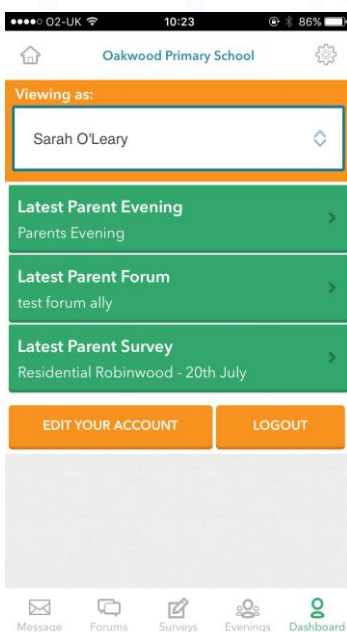 O2-UK 10:23 86%
Oakwood Primary School
Viewing as:
Sarah O'Leary
Latest Parent Evening
Parents Evening
Latest Parent Forum
test forum ally
Latest Parent Survey
Residential Robinwood - 20th July
EDIT YOUR ACCOUNT LOGOUT
Message Forums Surveys Evenings Dashboard